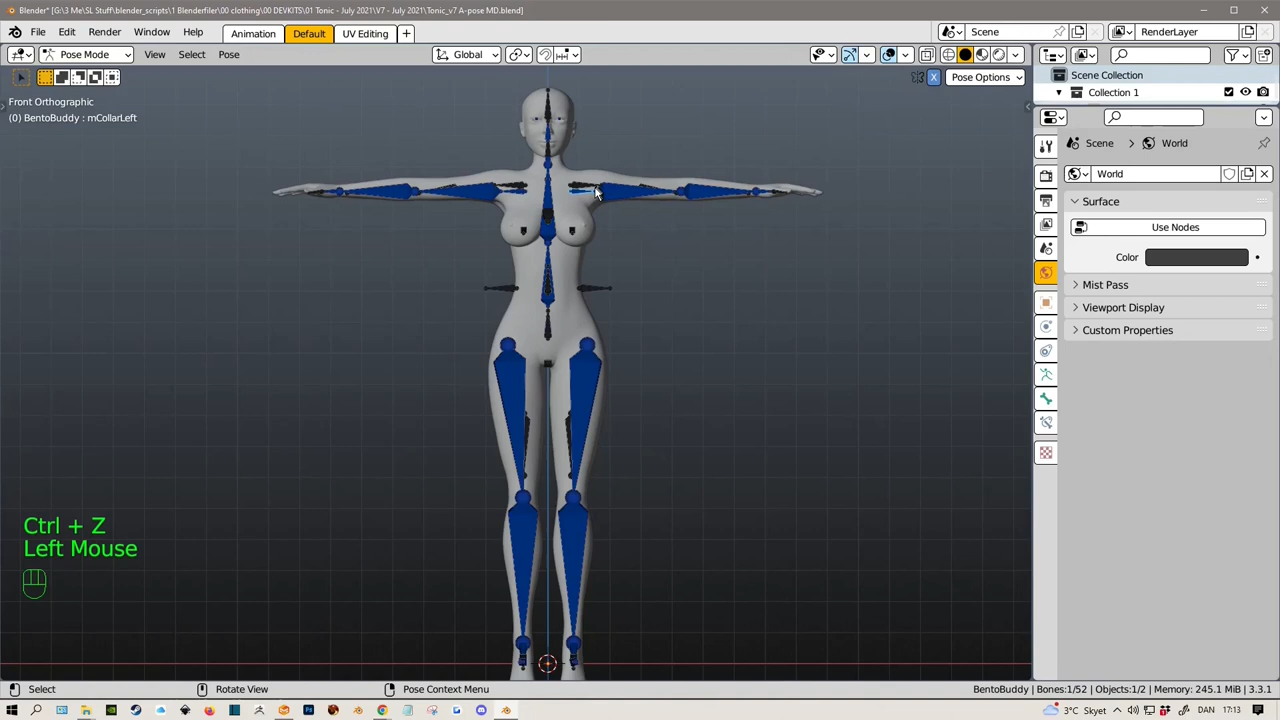 Blender* [G:\3 Me\SL Stuff\blender_scripts\1 Blenderfiler\00 clothing\00 DEVKITS\01 Tonic - July 2021\V7 - July 2021\Tonic_v7 A-pose MD.blend]
File Edit Render Window Help Animation Default UV Editing + Scene RenderLayer
Pose Mode View Select Pose Global
X Pose Options
Scene Collection
Collection 1
Front Orthographic
(0) BentoBuddy : mCollarLeft
Scene World
World
Surface
Use Nodes
Color
Mist Pass
Viewport Display
Custom Properties
Ctrl + Z
Left Mouse
Select Rotate View Pose Context Menu BentoBuddy | Bones:1/52 | Objects:1/2 | Memory: 245.1 MiB | 3.3.1
3°C Skyet DAN 17:13